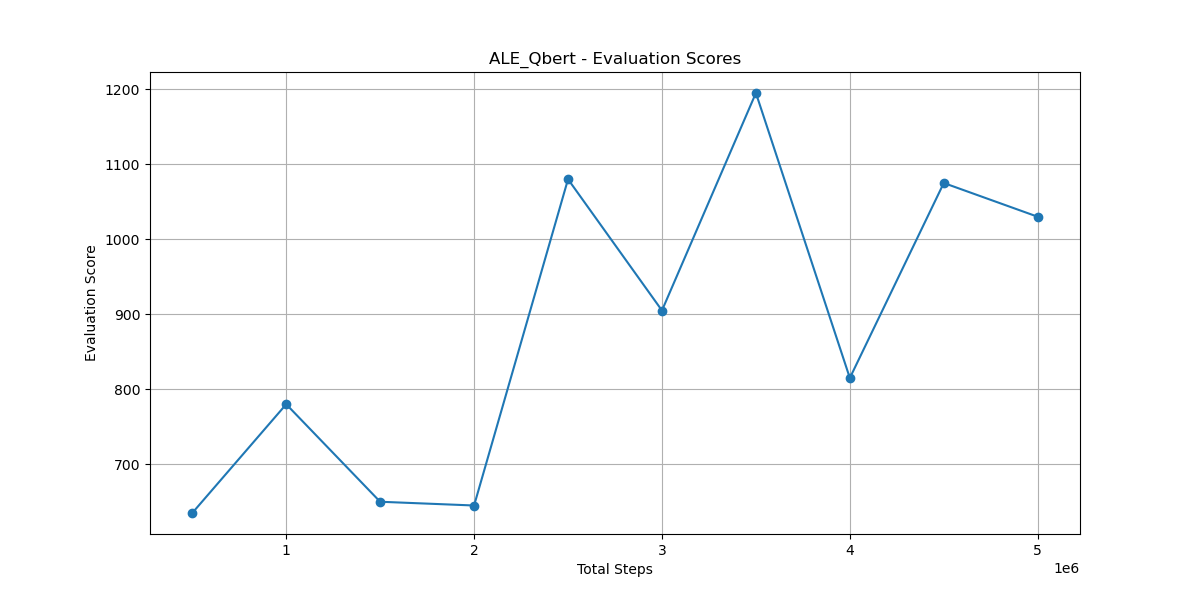 ALE_Qbert - Evaluation Scores
1200
1100
1000
900
800
700
Evaluation Score
1 2 3 4 5
Total Steps
1e6